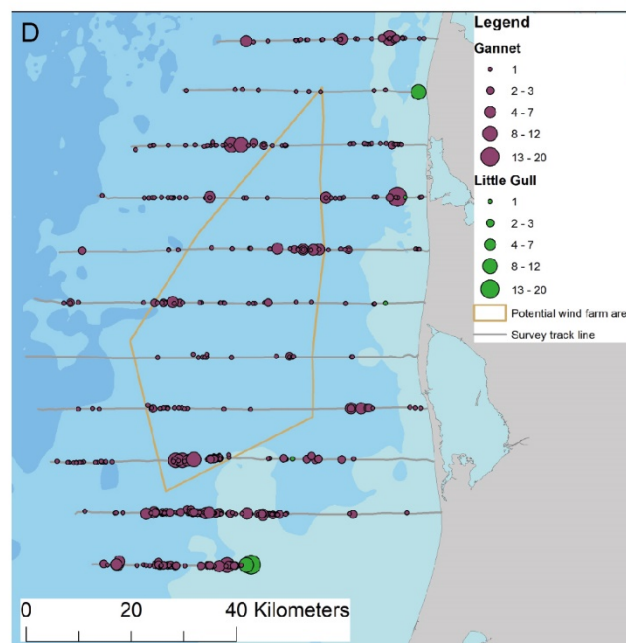 D
Legend
Gannet
1
2 - 3
4 - 7
8 - 12
13 - 20
Little Gull
1
2 - 3
4 - 7
8 - 12
13 - 20
Potential wind farm area
Survey track line
0 20 40 Kilometers